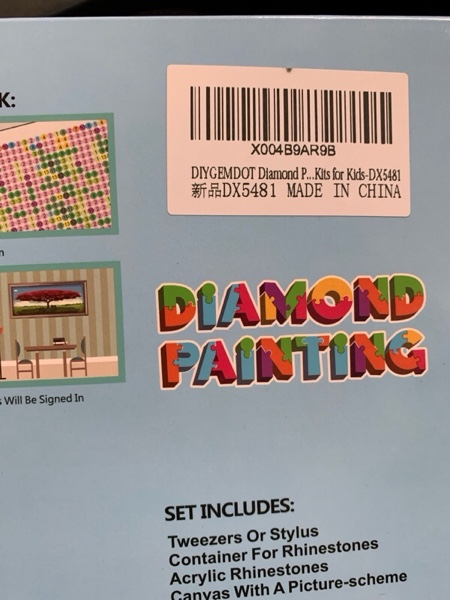 K:
X004B9AR9B
DIYGEMDOT Diamond P...Kits for Kids-DX5481
新品DX5481 MADE IN CHINA
n
DIAMOND
PAINTING
s Will Be Signed In
SET INCLUDES:
Tweezers Or Stylus
Container For Rhinestones
Acrylic Rhinestones
Canvas With A Picture-scheme